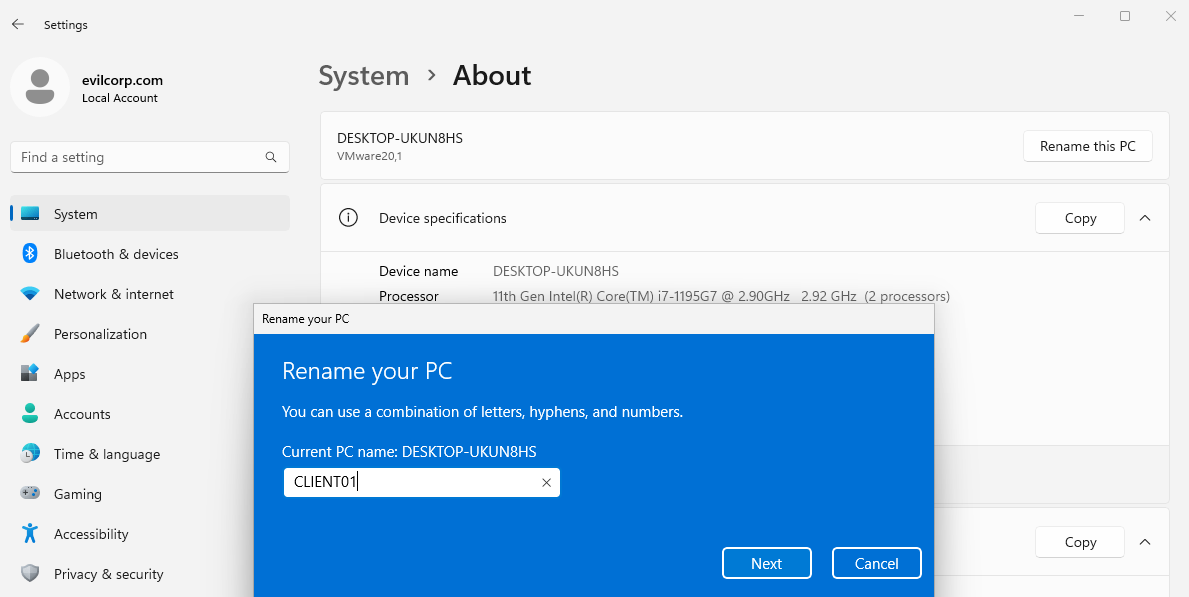 Settings
evilcorp.com
Local Account
Find a setting
System
Bluetooth & devices
Network & internet
Personalization
Apps
Accounts
Time & language
Gaming
Accessibility
Privacy & security
System > About
DESKTOP-UKUN8HS
VMware20,1
Rename this PC
Device specifications
Copy
Device name DESKTOP-UKUN8HS
Processor 11th Gen Intel(R) Core(TM) i7-1195G7 @ 2.90GHz 2.92 GHz (2 processors)
Rename your PC
Rename your PC
You can use a combination of letters, hyphens, and numbers.
Current PC name: DESKTOP-UKUN8HS
CLIENT01
Next
Cancel
Copy